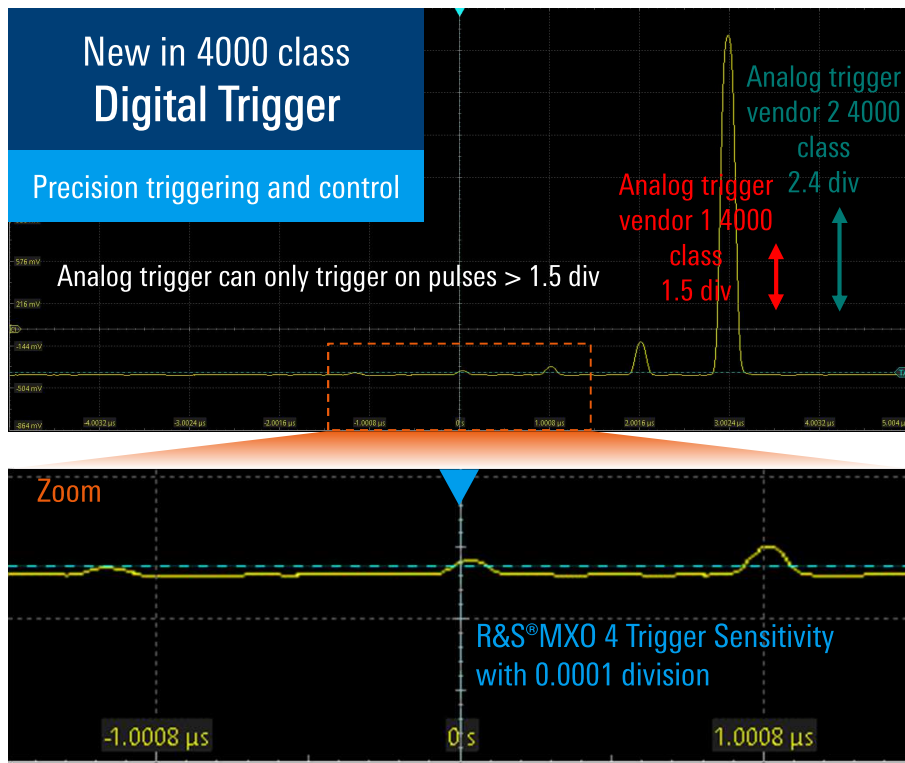 New in 4000 class
Digital Trigger
Precision triggering and control
Analog trigger
vendor 2 4000
class
2.4 div
Analog trigger
vendor 1 4000
class
1.5 div
Analog trigger can only trigger on pulses > 1.5 div
576 mV
216 mV
-144 mV
-504 mV
-864 mV
-4.0032 µs
-3.0024 µs
-2.0016 µs
-1.0008 µs
0 s
1.0008 µs
2.0016 µs
3.0024 µs
4.0032 µs
5.004 µ
TA
Zoom
R&S®MXO 4 Trigger Sensitivity
with 0.0001 division
-1.0008 µs
0 s
1.0008 µs